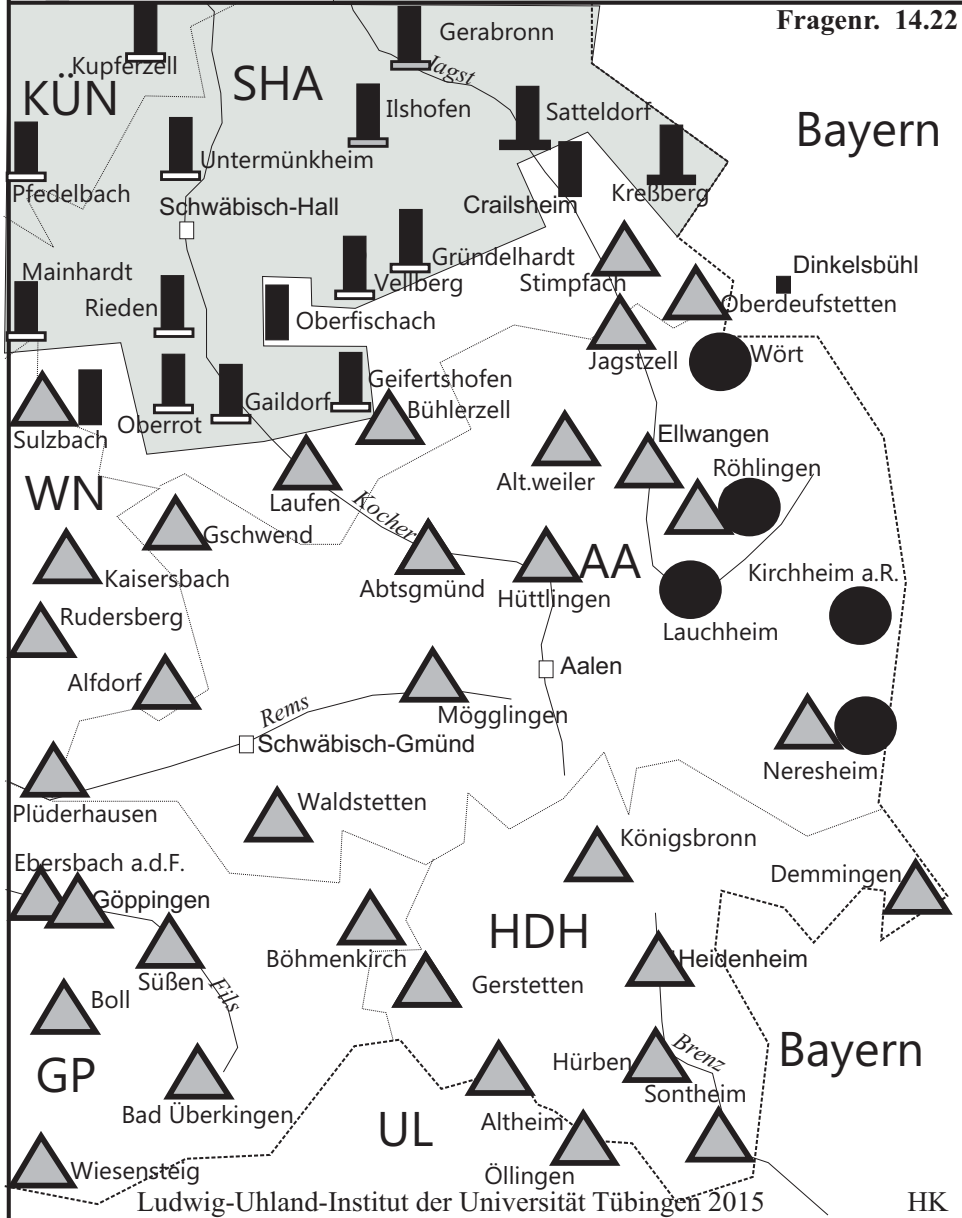 Fragenr. 14.22
Gerabronn
Kupferzell
Jagst
KÜN
SHA
Ilshofen
Satteldorf
Bayern
Untermünkheim
Pfedelbach
Kreßberg
Crailsheim
Schwäbisch-Hall
Gründelhardt
Stimpfach
Dinkelsbühl
Mainhardt
Vellberg
Oberdeufstetten
Rieden
Oberfischach
Jagstzell
Wört
Geifertshofen
Oberrot
Gaildorf
Bühlerzell
Sulzbach
Ellwangen
Röhlingen
Alt.weiler
WN
Laufen
Kocher
Gschwend
Kaisersbach
Abtsgmünd
Hüttlingen
AA
Kirchheim a.R.
Rudersberg
Lauchheim
Aalen
Alfdorf
Rems
Mögglingen
Schwäbisch-Gmünd
Neresheim
Plüderhausen
Waldstetten
Königsbronn
Ebersbach a.d.F.
Demmingen
Göppingen
HDH
Böhmenkirch
Heidenheim
Süßen
Fils
Gerstetten
Boll
Hürben
Brenz
Bayern
GP
Sontheim
Bad Überkingen
UL
Altheim
Wiesensteig
Öllingen
Ludwig-Uhland-Institut der Universität Tübingen 2015
HK